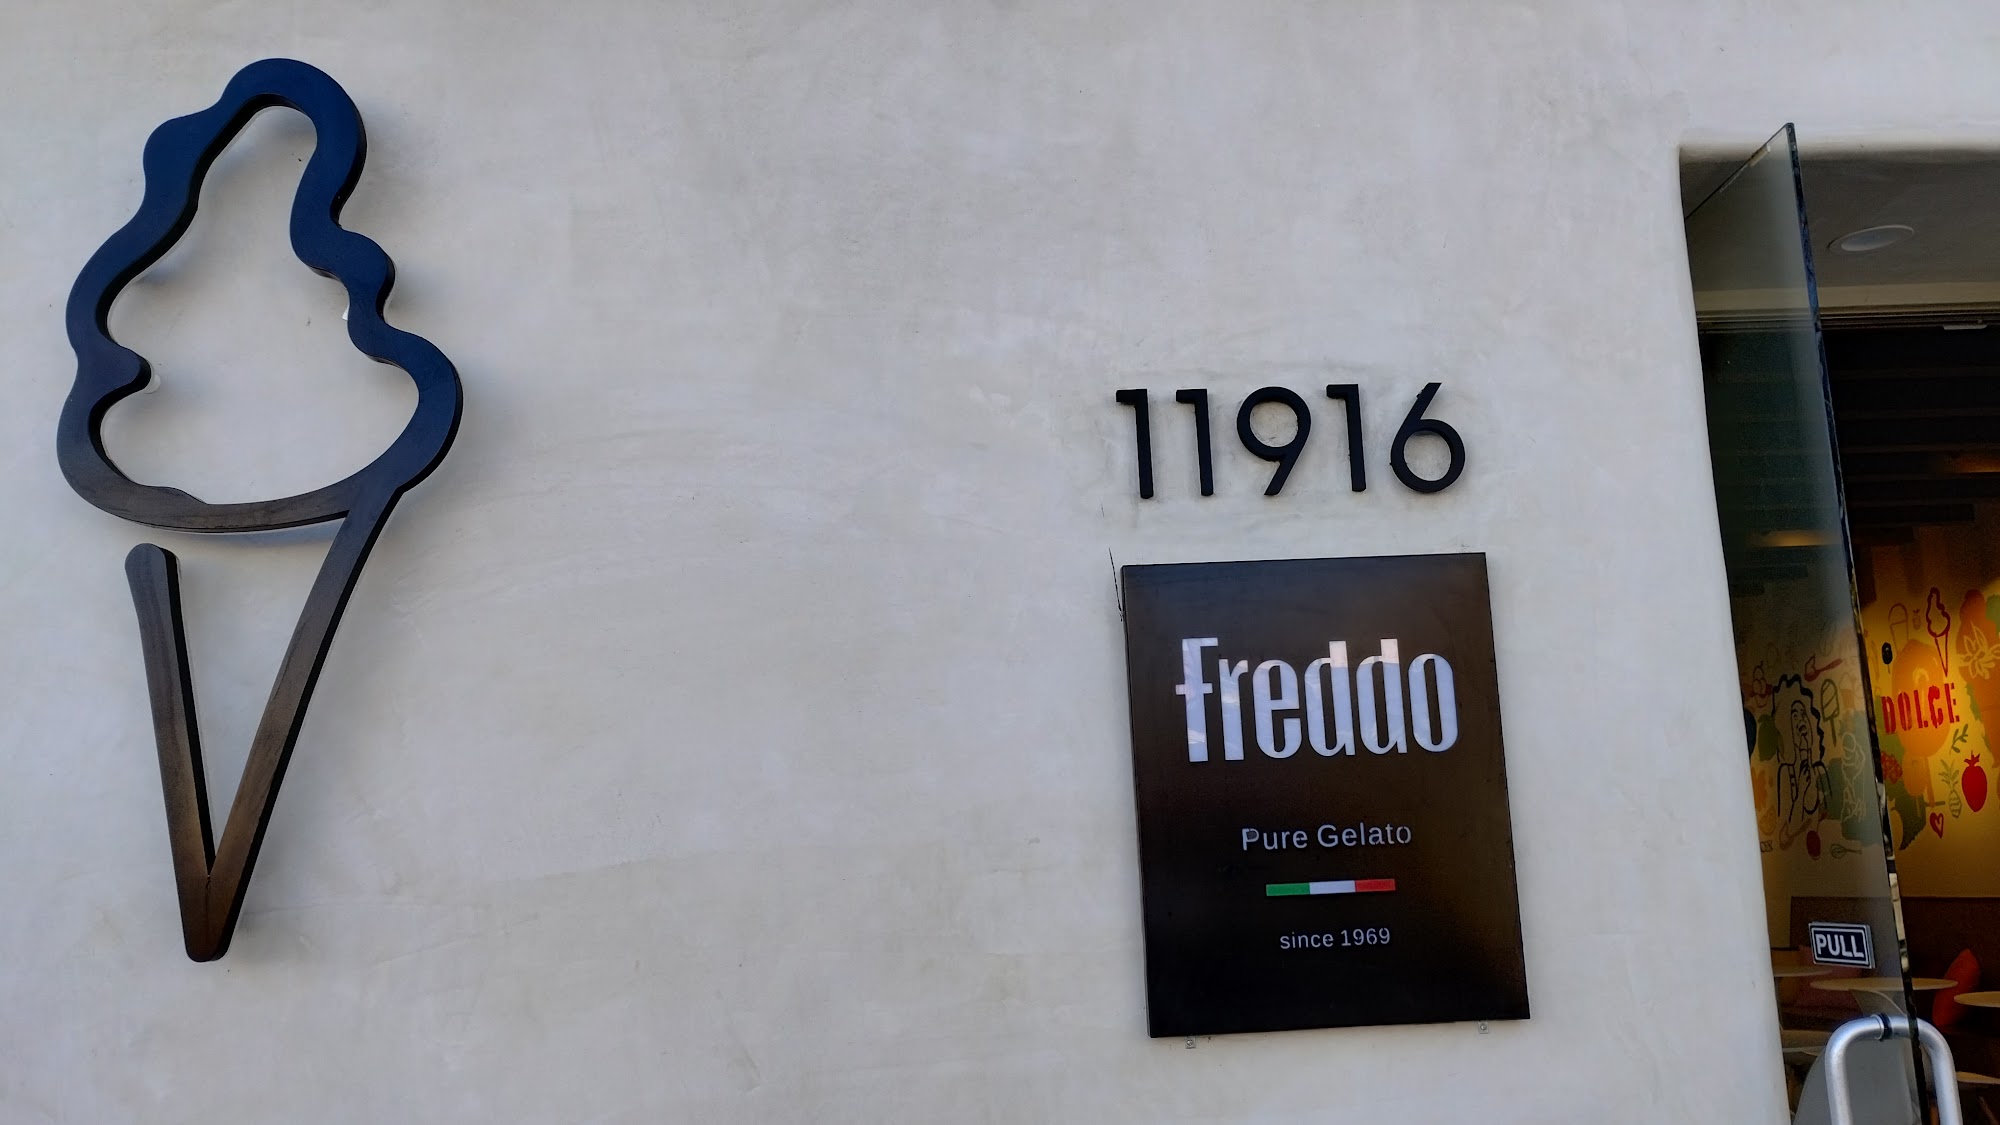 11916
freddo
Pure Gelato
since 1969
DOLCE
PULL